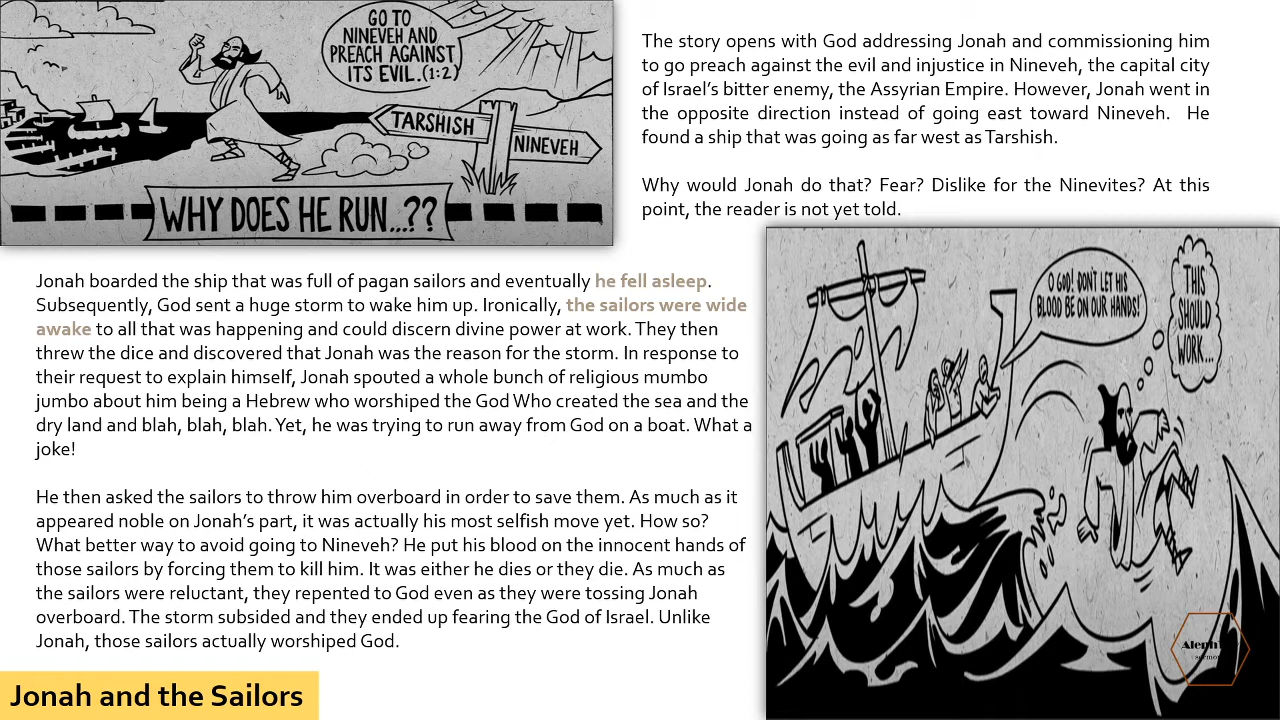 GO TO
NINEVEH AND
PREACH AGAINST
ITS EVIL.(1:2)
TARSHISH
NINEVEH
WHY DOES HE RUN...??
The story opens with God addressing Jonah and commissioning him
to go preach against the evil and injustice in Nineveh, the capital city
of Israel's bitter enemy, the Assyrian Empire. However, Jonah went in
the opposite direction instead of going east toward Nineveh. He
found a ship that was going as far west as Tarshish.
Why would Jonah do that? Fear? Dislike for the Ninevites? At this
point, the reader is not yet told.
Jonah boarded the ship that was full of pagan sailors and eventually he fell asleep.
Subsequently, God sent a huge storm to wake him up. Ironically, the sailors were wide
awake to all that was happening and could discern divine power at work. They then
threw the dice and discovered that Jonah was the reason for the storm. In response to
their request to explain himself, Jonah spouted a whole bunch of religious mumbo
jumbo about him being a Hebrew who worshiped the God Who created the sea and the
dry land and blah, blah, blah. Yet, he was trying to run away from God on a boat. What a
joke!
He then asked the sailors to throw him overboard in order to save them. As much as it
appeared noble on Jonah's part, it was actually his most selfish move yet. How so?
What better way to avoid going to Nineveh? He put his blood on the innocent hands of
those sailors by forcing them to kill him. It was either he dies or they die. As much as
the sailors were reluctant, they repented to God even as they were tossing Jonah
overboard. The storm subsided and they ended up fearing the God of Israel. Unlike
Jonah, those sailors actually worshiped God.
O GOD! DON'T LET HIS
BLOOD BE ON OUR HANDS!
THIS
SHOULD
WORK...
Jonah and the Sailors